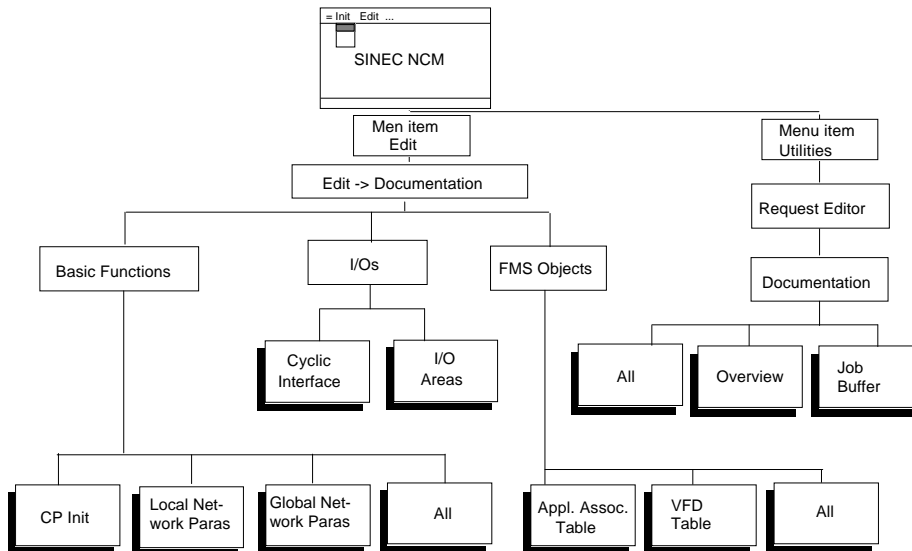 = Init Edit ...
SINEC NCM
Men item
Edit
Menu item
Utilities
Edit -> Documentation
Request Editor
Basic Functions
I/Os
FMS Objects
Documentation
Cyclic
Interface
I/O
Areas
All
Overview
Job
Buffer
CP Init
Local Net-
work Paras
Global Net-
work Paras
All
Appl. Assoc.
Table
VFD
Table
All